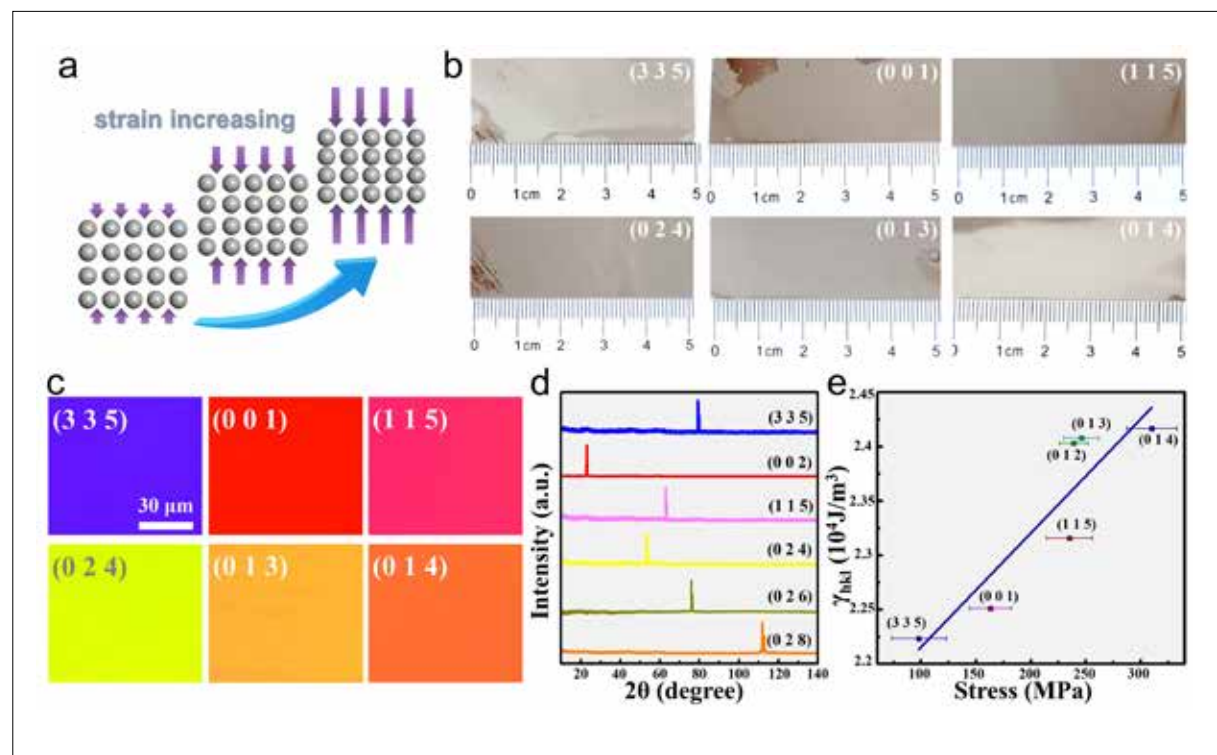 a
strain increasing
b
(3 3 5)
0 1cm 2 3 4 5
(0 0 1)
0 1cm 2 3 4 5
(1 1 5)
0 1cm 2 3 4 5
(0 2 4)
0 1cm 2 3 4 5
(0 1 3)
0 1cm 2 3 4 5
(0 1 4)
0 1cm 2 3 4 5
c
(3 3 5)
30 μm
(0 0 1)
(1 1 5)
(0 2 4)
(0 1 3)
(0 1 4)
d
Intensity (a.u.)
(3 3 5)
(0 0 2)
(1 1 5)
(0 2 4)
(0 2 6)
(0 2 8)
20 40 60 80 100 120 140
2θ (degree)
e
γhkl (10⁴J/m³)
2.45
2.4
2.35
2.3
2.25
2.2
(0 1 3)
(0 1 2)
(0 1 4)
(1 1 5)
(0 0 1)
(3 3 5)
100 150 200 250 300
Stress (MPa)